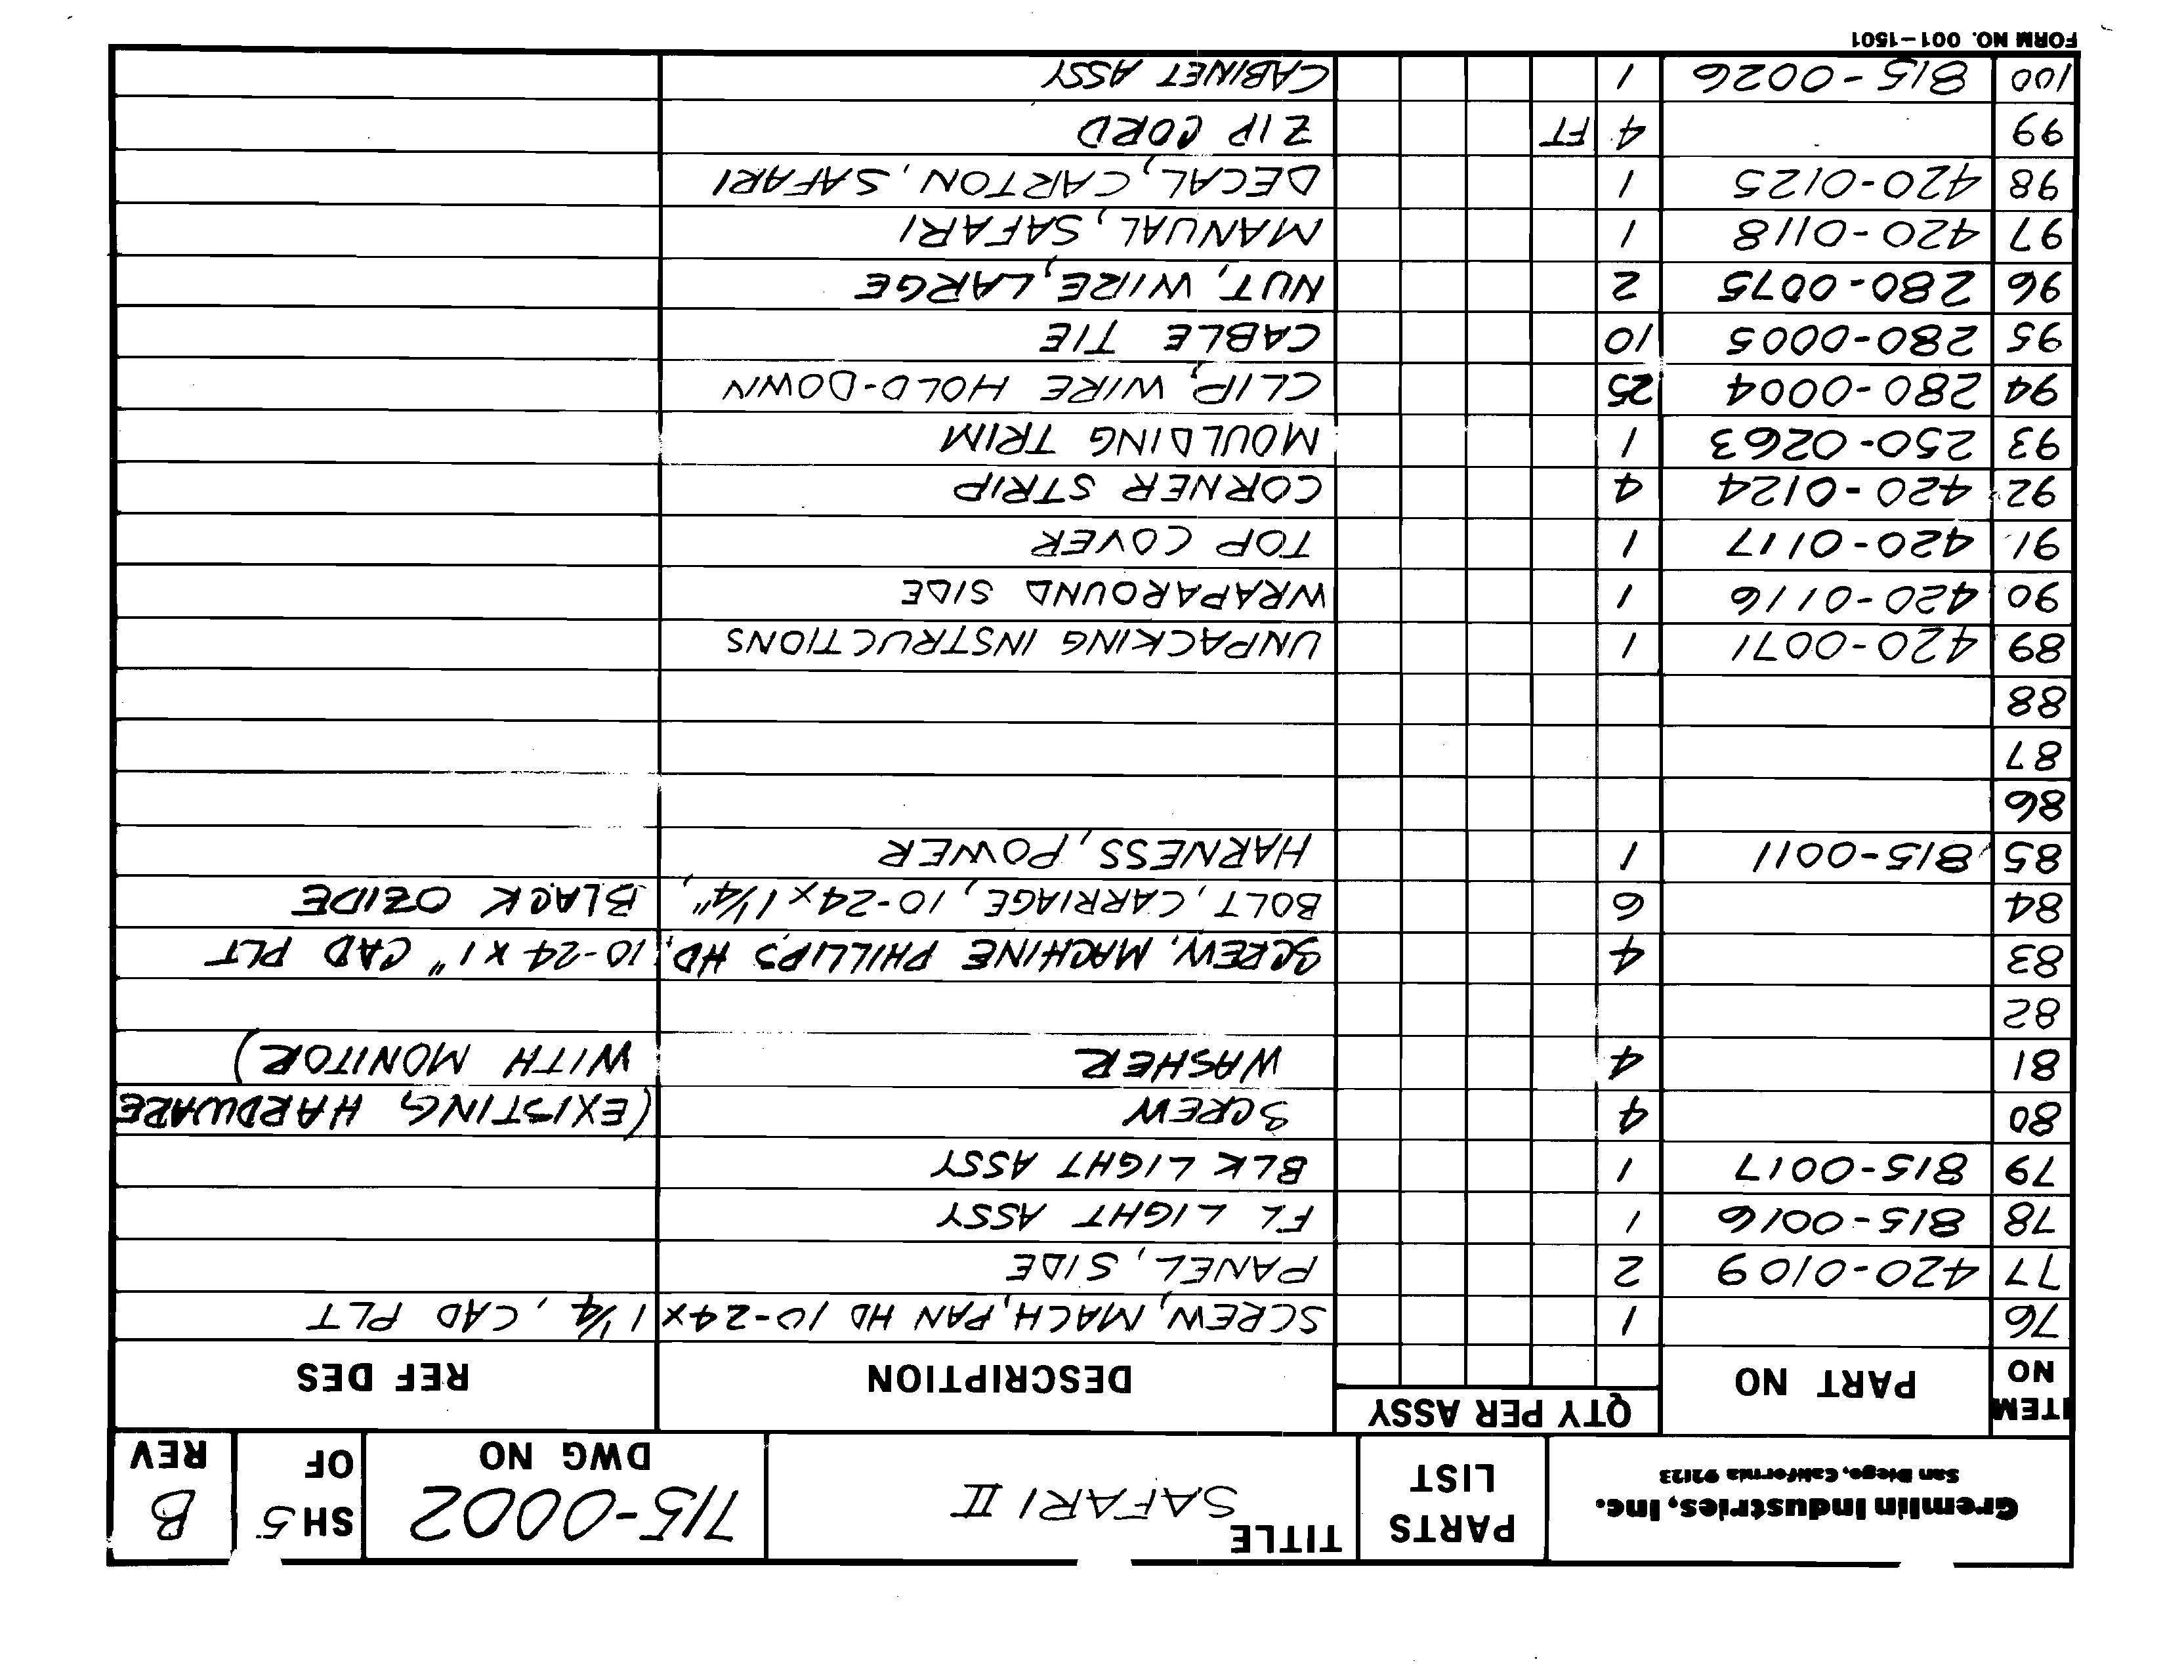 Gremlin Industries, Inc.
San Diego, California 92123
PARTS LIST
TITLE SAFARI II
715-0002 DWG NO
SH 5 OF
B REV
ITEM NO PART NO QTY PER ASSY DESCRIPTION REF DES
76 1 SCREW, MACH, PAN HD 10-24x 1 1/4, CAD PLT
77 420-0109 2 PANEL, SIDE
78 815-0016 1 FL LIGHT ASSY
79 815-0017 1 BLK LIGHT ASSY
80 4 SCREW (EXISTING HARDWARE
81 4 WASHER WITH MONITOR)
82
83 4 SCREW, MACHINE PHILLIPS HD, 10-24 X 1" CAD PLT
84 6 BOLT, CARRIAGE, 10-24x 1 1/4", BLACK OZIDE
85 815-0011 1 HARNESS, POWER
86
87
88
89 420-0071 1 UNPACKING INSTRUCTIONS
90 420-0116 1 WRAPAROUND SIDE
91 420-0117 1 TOP COVER
92 420-0124 4 CORNER STRIP
93 250-0263 1 MOULDING TRIM
94 280-0004 25 CLIP, WIRE HOLD-DOWN
95 280-0005 10 CABLE TIE
96 280-0075 2 NUT, WIRE, LARGE
97 420-0118 1 MANUAL, SAFARI
98 420-0125 1 DECAL, CARTON, SAFARI
99 4 FT ZIP CORD
100 815-0026 1 CABINET ASSY
FORM NO. 001-1501